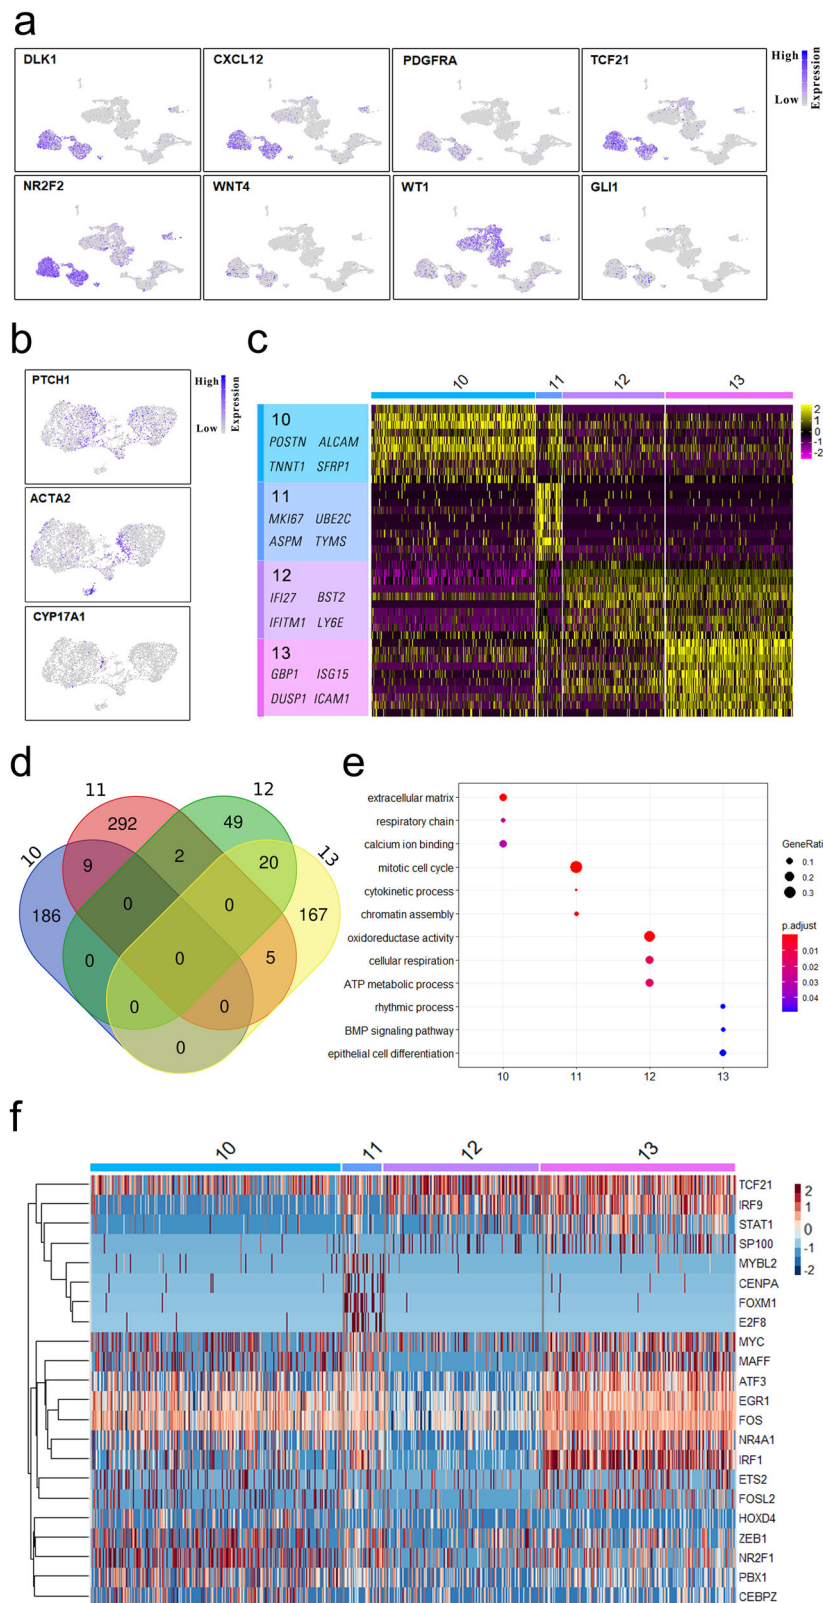 a
DLK1 CXCL12 PDGFRA TCF21
High
Low
Expression
NR2F2 WNT4 WT1 GLI1
b
PTCH1
High
Low
Expression
ACTA2
CYP17A1
c
10 11 12 13
10
POSTN ALCAM
TNNT1 SFRP1
11
MKI67 UBE2C
ASPM TYMS
12
IFI27 BST2
IFITM1 LY6E
13
GBP1 ISG15
DUSP1 ICAM1
2
1
0
-1
-2
d
10 11 12 13
292 49
9 2 20
186 0 0 167
0 0 5
0 0
0
e
extracellular matrix
respiratory chain
calcium ion binding
mitotic cell cycle
cytokinetic process
chromatin assembly
oxidoreductase activity
cellular respiration
ATP metabolic process
rhythmic process
BMP signaling pathway
epithelial cell differentiation
10 11 12 13
GeneRati
0.1
0.2
0.3
p.adjust
0.01
0.02
0.03
0.04
f
10 11 12 13
TCF21
IRF9
STAT1
SP100
MYBL2
CENPA
FOXM1
E2F8
MYC
MAFF
ATF3
EGR1
FOS
NR4A1
IRF1
ETS2
FOSL2
HOXD4
ZEB1
NR2F1
PBX1
CEBPZ
2
1
0
-1
-2